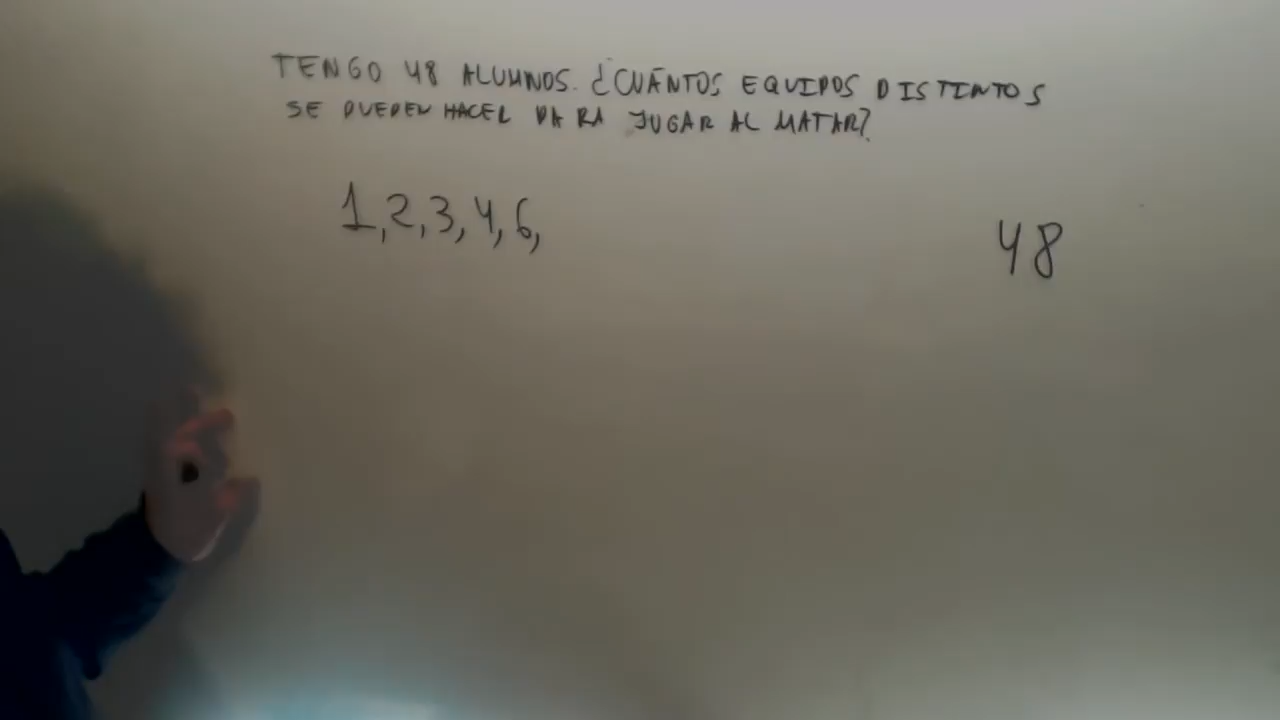 TENGO 48 ALUMNOS. ¿CUÁNTOS EQUIPOS DISTINTOS
SE PUEDEN HACER PARA JUGAR AL MATAR?
1, 2, 3, 4, 6,
48